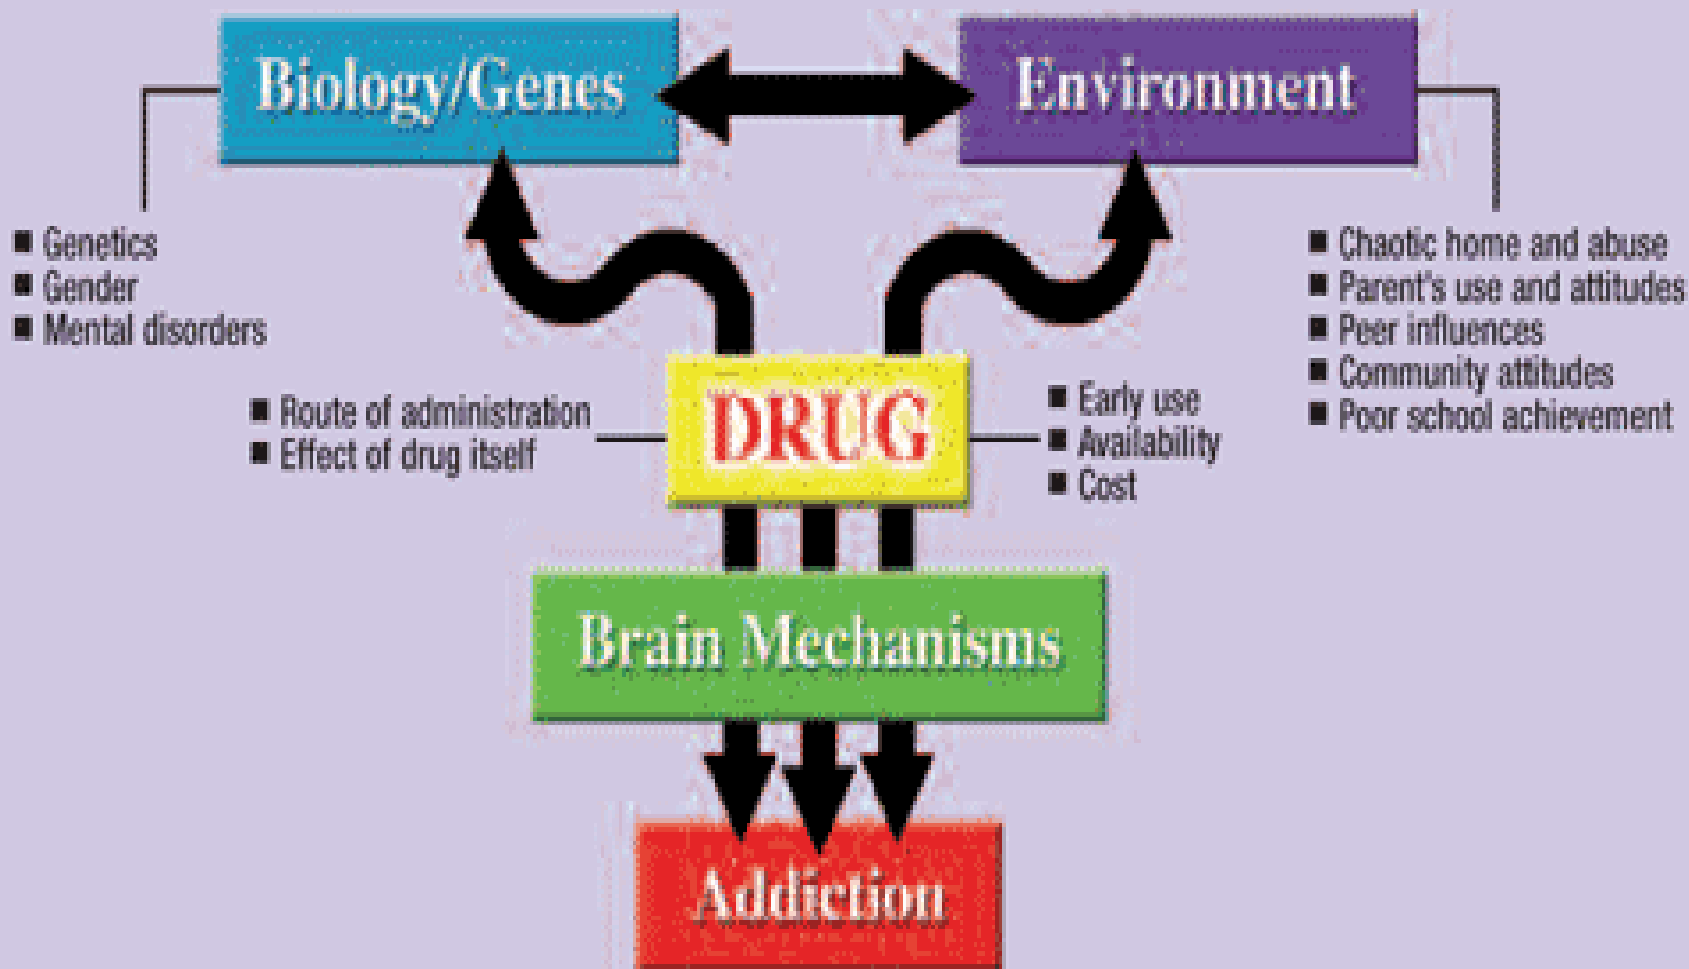 Biology/Genes
Environment
■ Genetics
■ Gender
■ Mental disorders
■ Chaotic home and abuse
■ Parent's use and attitudes
■ Peer influences
■ Community attitudes
■ Poor school achievement
■ Route of administration
■ Effect of drug itself
DRUG
■ Early use
■ Availability
■ Cost
Brain Mechanisms
Addiction